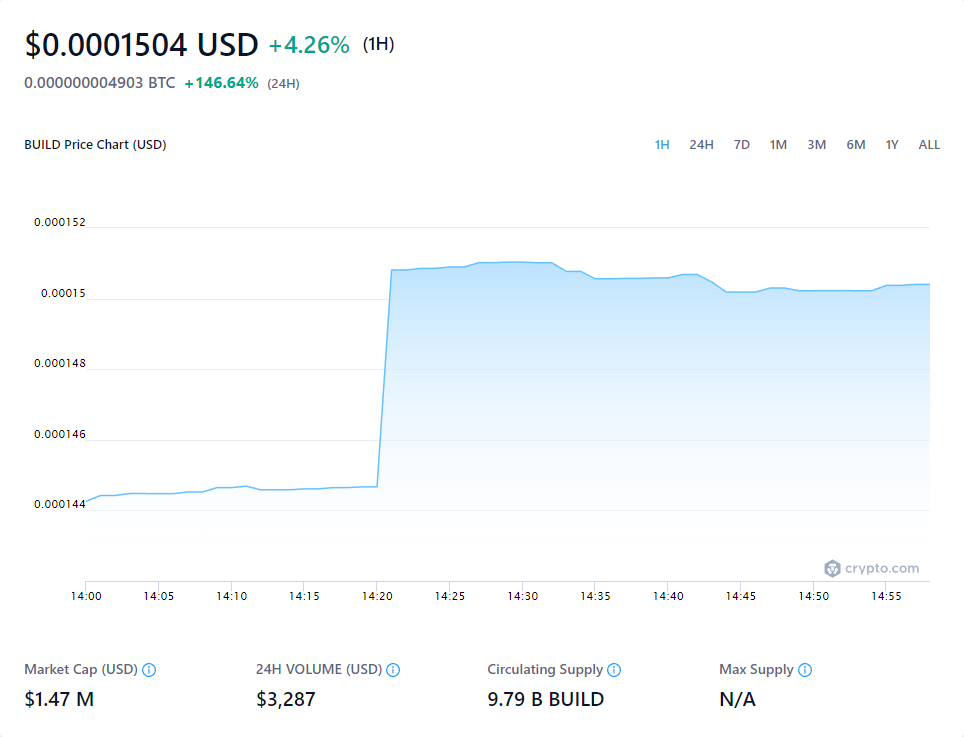 $0.0001504 USD +4.26% (1H)
0.000000004903 BTC +146.64% (24H)
BUILD Price Chart (USD) 1H 24H 7D 1M 3M 6M 1Y ALL
0.000152
0.00015
0.000148
0.000146
0.000144
crypto.com
14:00 14:05 14:10 14:15 14:20 14:25 14:30 14:35 14:40 14:45 14:50 14:55
Market Cap (USD) 24H VOLUME (USD) Circulating Supply Max Supply
$1.47 M $3,287 9.79 B BUILD N/A